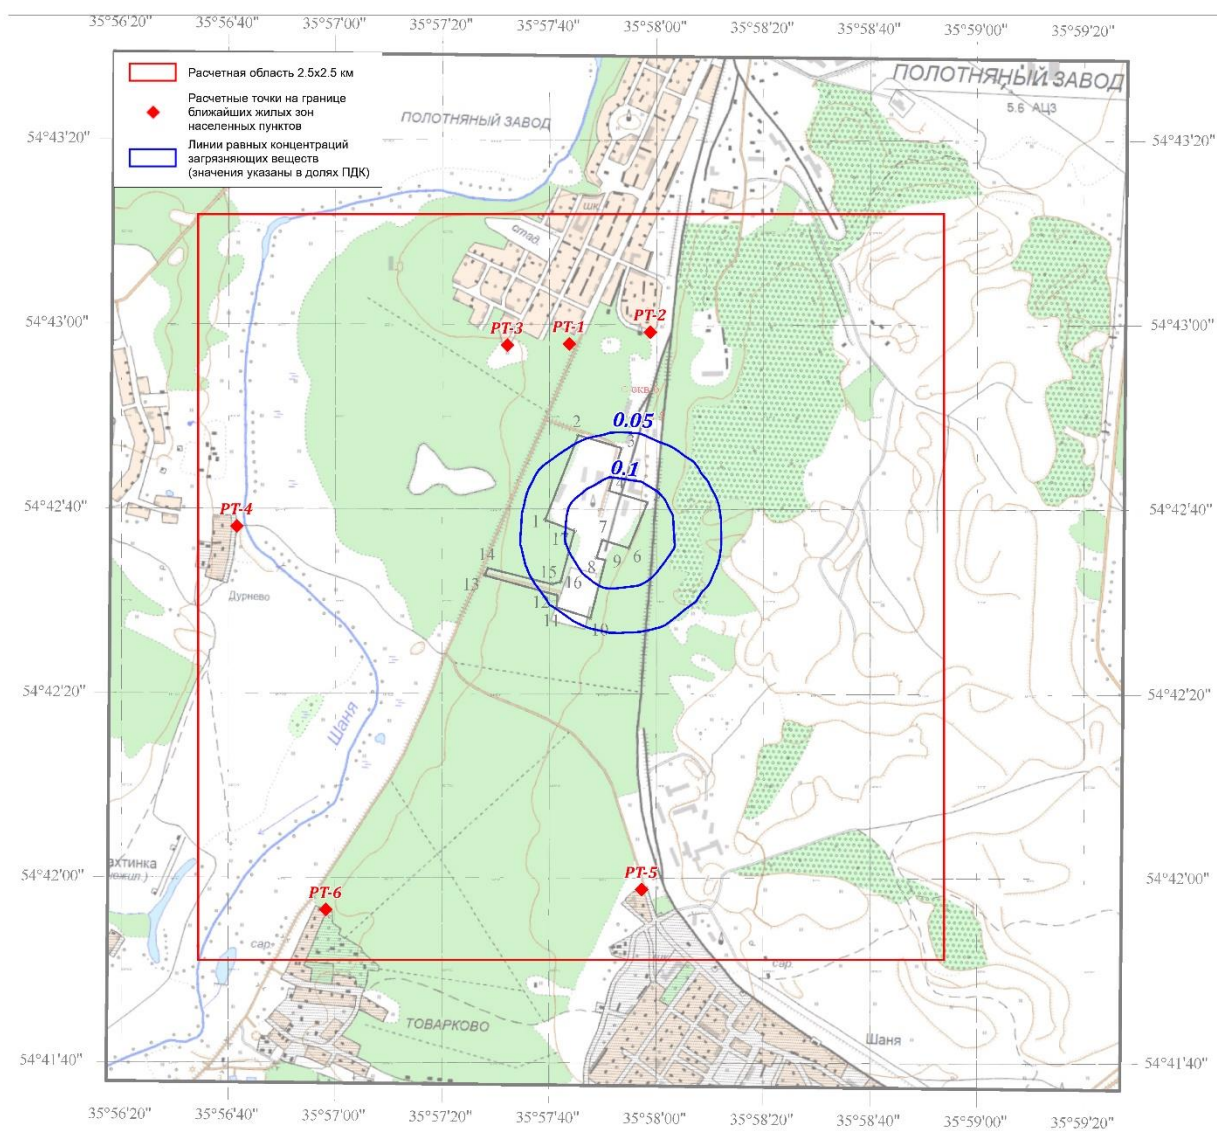 35°56'20" 35°56'40" 35°57'00" 35°57'40" 35°58'00" 35°58'20" 35°58'40" 35°59'00" 35°59'20"
Расчетная область 2.5x2.5 км
Расчетные точки на границе
ближайших жилых зон
населенных пунктов
Линии равных концентраций
загрязняющих веществ
(значения указаны в долях ПДК)
ПОЛОТНЯНЫЙ ЗАВОД
5.6 АЦЗ
ПОЛОТНЯНЫЙ ЗАВОД
54°43'20" 54°43'20"
шк.
стад.
54°43'00" 54°43'00"
РТ-3 РТ-1 РТ-2
0.05
2
3
0.1
4
54°42'40" 54°42'40"
РТ-4
1
17
7
6
14
8
9
13
15
16
Дурнево
12
11
10
54°42'20" 54°42'20"
Шаня
ахтинка
54°42'00" 54°42'00"
РТ-5
РТ-6
сар.
сар.
ТОВАРКОВО
Шаня
54°41'40" 54°41'40"
35°56'20" 35°56'40" 35°57'00" 35°57'20" 35°57'40" 35°58'00" 35°58'20" 35°58'40" 35°59'00" 35°59'20"